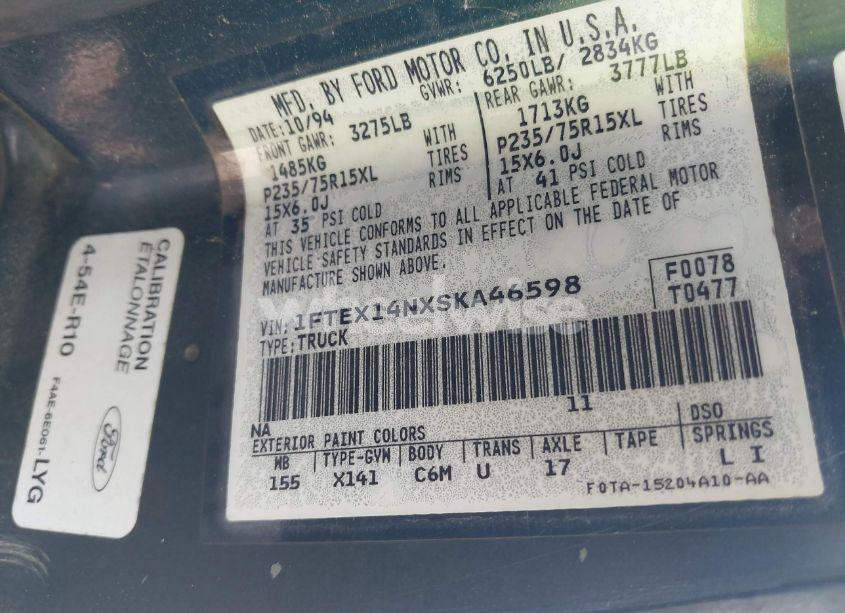 MFD. BY FORD MOTOR CO. IN U.S.A.
DATE: 10/94 GVWR: 6250LB/ 2834KG
FRONT GAWR: 3275LB REAR GAWR: 3777LB
1485KG WITH 1713KG WITH
P235/75R15XL TIRES P235/75R15XL TIRES
15X6.0J RIMS 15X6.0J RIMS
AT 35 PSI COLD AT 41 PSI COLD
THIS VEHICLE CONFORMS TO ALL APPLICABLE FEDERAL MOTOR
VEHICLE SAFETY STANDARDS IN EFFECT ON THE DATE OF
MANUFACTURE SHOWN ABOVE.
F0078
VIN: 1FTEX14NXSKA46598 T0477
TYPE: TRUCK
wheelwise
11
NA DSO
EXTERIOR PAINT COLORS
WB TYPE-GVW BODY TRANS AXLE TAPE SPRINGS
155 X141 C6M U 17 L I
F0TA-15204A10-AA
CALIBRATION
ÉTALONNAGE
4-54E-R10
Ford
F4AE-6E061-LYG